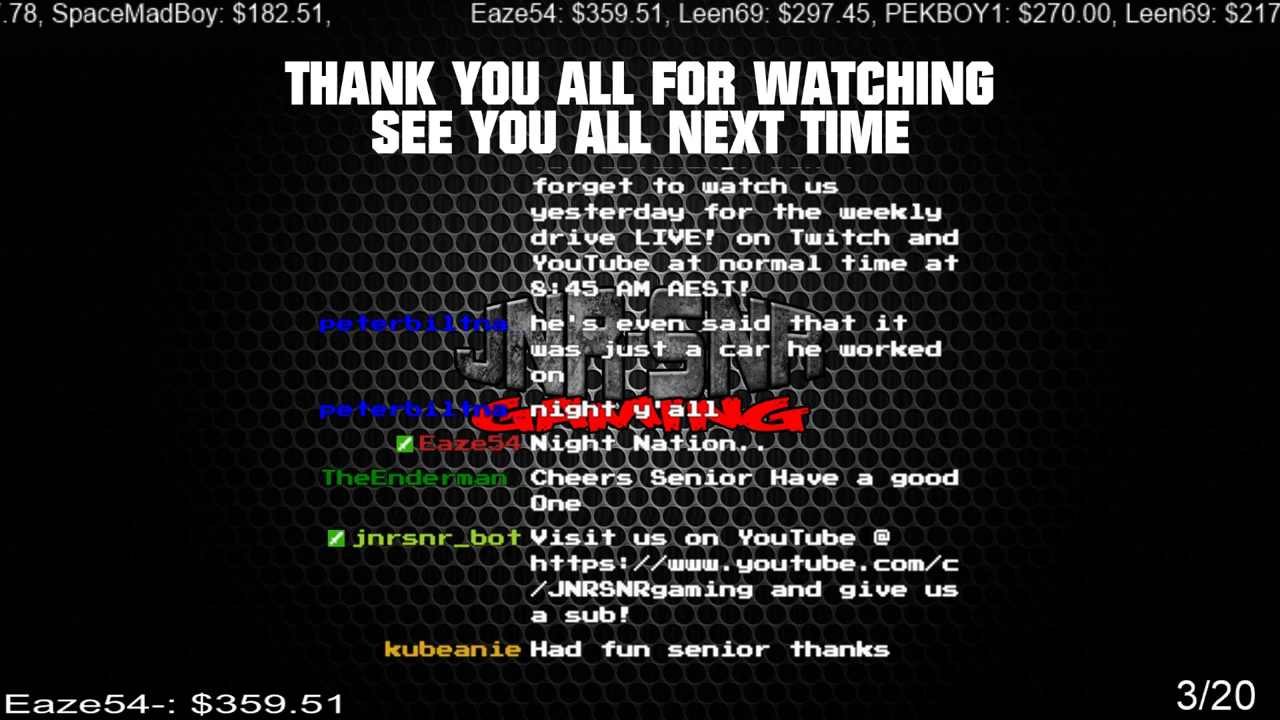 .78, SpaceMadBoy: $182.51, Eaze54: $359.51, Leen69: $297.45, PEKBOY1: $270.00, Leen69: $217
THANK YOU ALL FOR WATCHING
SEE YOU ALL NEXT TIME
forget to watch us
yesterday for the weekly
drive LIVE! on Twitch and
YouTube at normal time at
8:45 AM AEST!
peterbiltna he's even said that it
was just a car he worked
on
JNR-SNR
peterbiltna night y'all
GAMING
Eaze54 Night Nation..
TheEnderman Cheers Senior Have a good
One
jnrsnr_bot Visit us on YouTube @
https://www.youtube.com/c
/JNRSNRgaming and give us
a sub!
kubeanie Had fun senior thanks
Eaze54-: $359.51
3/20